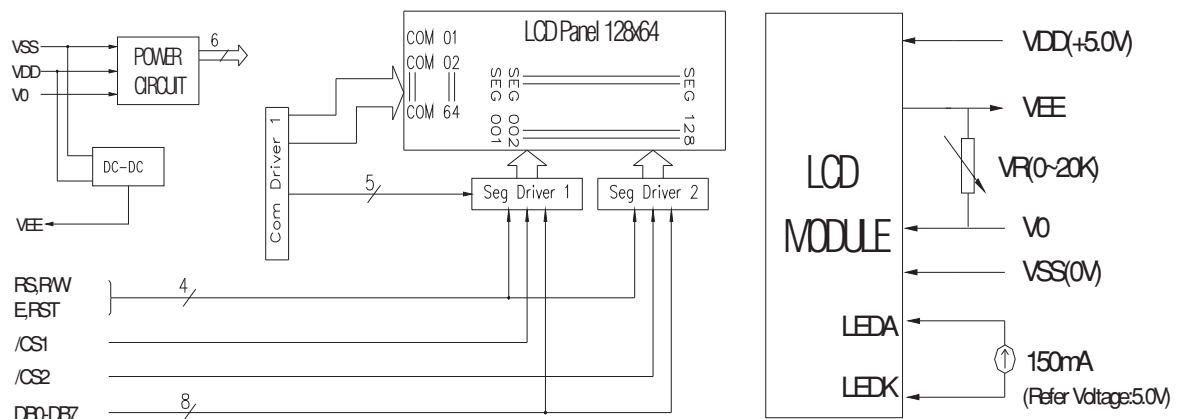 VSS
VDD
V0
POWER
CIRCUIT
6
DC-DC
VEE
LCD Panel 128x64
COM 01
COM 02
COM 64
SEG 001
SEG 002
SEG 128
Com Driver 1
5
Seg Driver 1
Seg Driver 2
RS,R/W
E,RST
4
/CS1
/CS2
DB0-DB7
8
LCD
MODULE
VDD(+5.0V)
VEE
VR(0~20K)
V0
VSS(0V)
LEDA
LEDK
150mA
(Refer Voltage:5.0V)